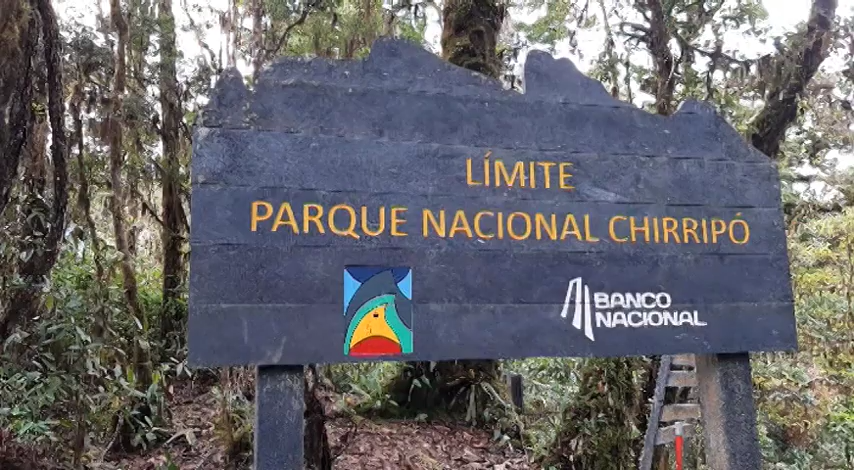 LÍMITE
PARQUE NACIONAL CHIRRIPÓ
BANCO
NACIONAL